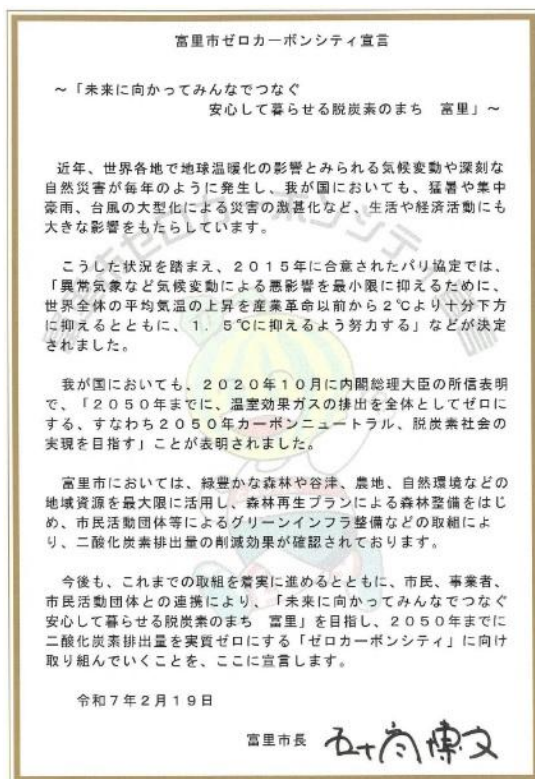 富里市ゼロカーボンシティ宣言
～「未来に向かってみんなでつなぐ
安心して暮らせる脱炭素のまち　富里」～
近年、世界各地で地球温暖化の影響とみられる気候変動や深刻な
自然災害が毎年のように発生し、我が国においても、猛暑や集中
豪雨、台風の大型化による災害の激甚化など、生活や経済活動にも
大きな影響をもたらしています。
こうした状況を踏まえ、２０１５年に合意されたパリ協定では、
「異常気象など気候変動による悪影響を最小限に抑えるために、
世界全体の平均気温の上昇を産業革命以前から２℃より十分下方
に抑えるとともに、１．５℃に抑えるよう努力する」などが決定
されました。
我が国においても、２０２０年１０月に内閣総理大臣の所信表明
で、「２０５０年までに、温室効果ガスの排出を全体としてゼロに
する、すなわち２０５０年カーボンニュートラル、脱炭素社会の
実現を目指す」ことが表明されました。
富里市においては、緑豊かな森林や谷津、農地、自然環境などの
地域資源を最大限に活用し、森林再生プランによる森林整備をはじ
め、市民活動団体等によるグリーンインフラ整備などの取組によ
り、二酸化炭素排出量の削減効果が確認されております。
今後も、これまでの取組を着実に進めるとともに、市民、事業者、
市民活動団体との連携により、「未来に向かってみんなでつなぐ
安心して暮らせる脱炭素のまち　富里」を目指し、２０５０年までに
二酸化炭素排出量を実質ゼロにする「ゼロカーボンシティ」に向け
取り組んでいくことを、ここに宣言します。
令和７年２月１９日
富里市長　五十嵐博文
富里市ゼロカーボンシティ宣言